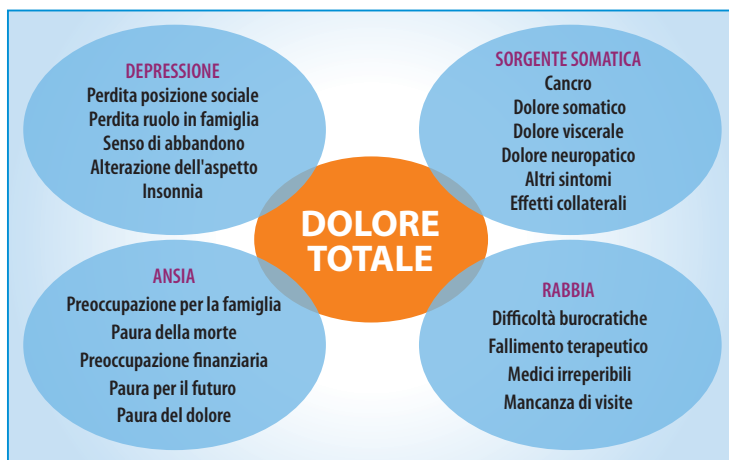 DEPRESSIONE
Perdita posizione sociale
Perdita ruolo in famiglia
Senso di abbandono
Alterazione dell'aspetto
Insonnia
SORGENTE SOMATICA
Cancro
Dolore somatico
Dolore viscerale
Dolore neuropatico
Altri sintomi
Effetti collaterali
DOLORE
TOTALE
ANSIA
Preoccupazione per la famiglia
Paura della morte
Preoccupazione finanziaria
Paura per il futuro
Paura del dolore
RABBIA
Difficoltà burocratiche
Fallimento terapeutico
Medici irreperibili
Mancanza di visite